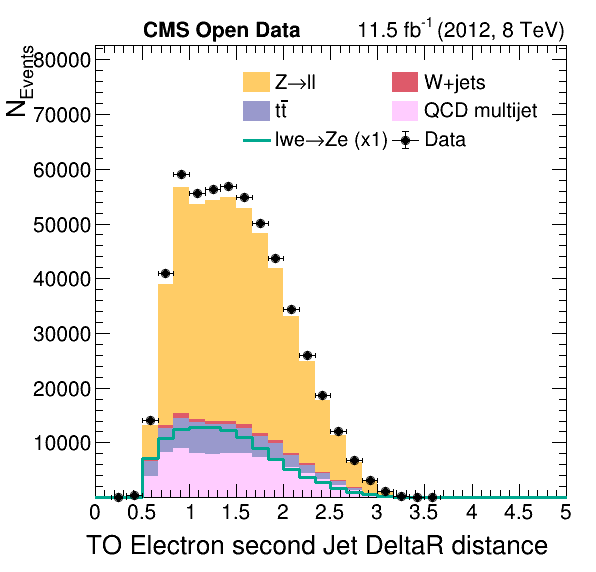 CMS Open Data 11.5 fb⁻¹ (2012, 8 TeV)
N_Events
80000
70000
60000
50000
40000
30000
20000
10000
Z→ll W+jets
tt̄ QCD multijet
lwe→Ze (x1) Data
0 0.5 1 1.5 2 2.5 3 3.5 4 4.5 5
TO Electron second Jet DeltaR distance